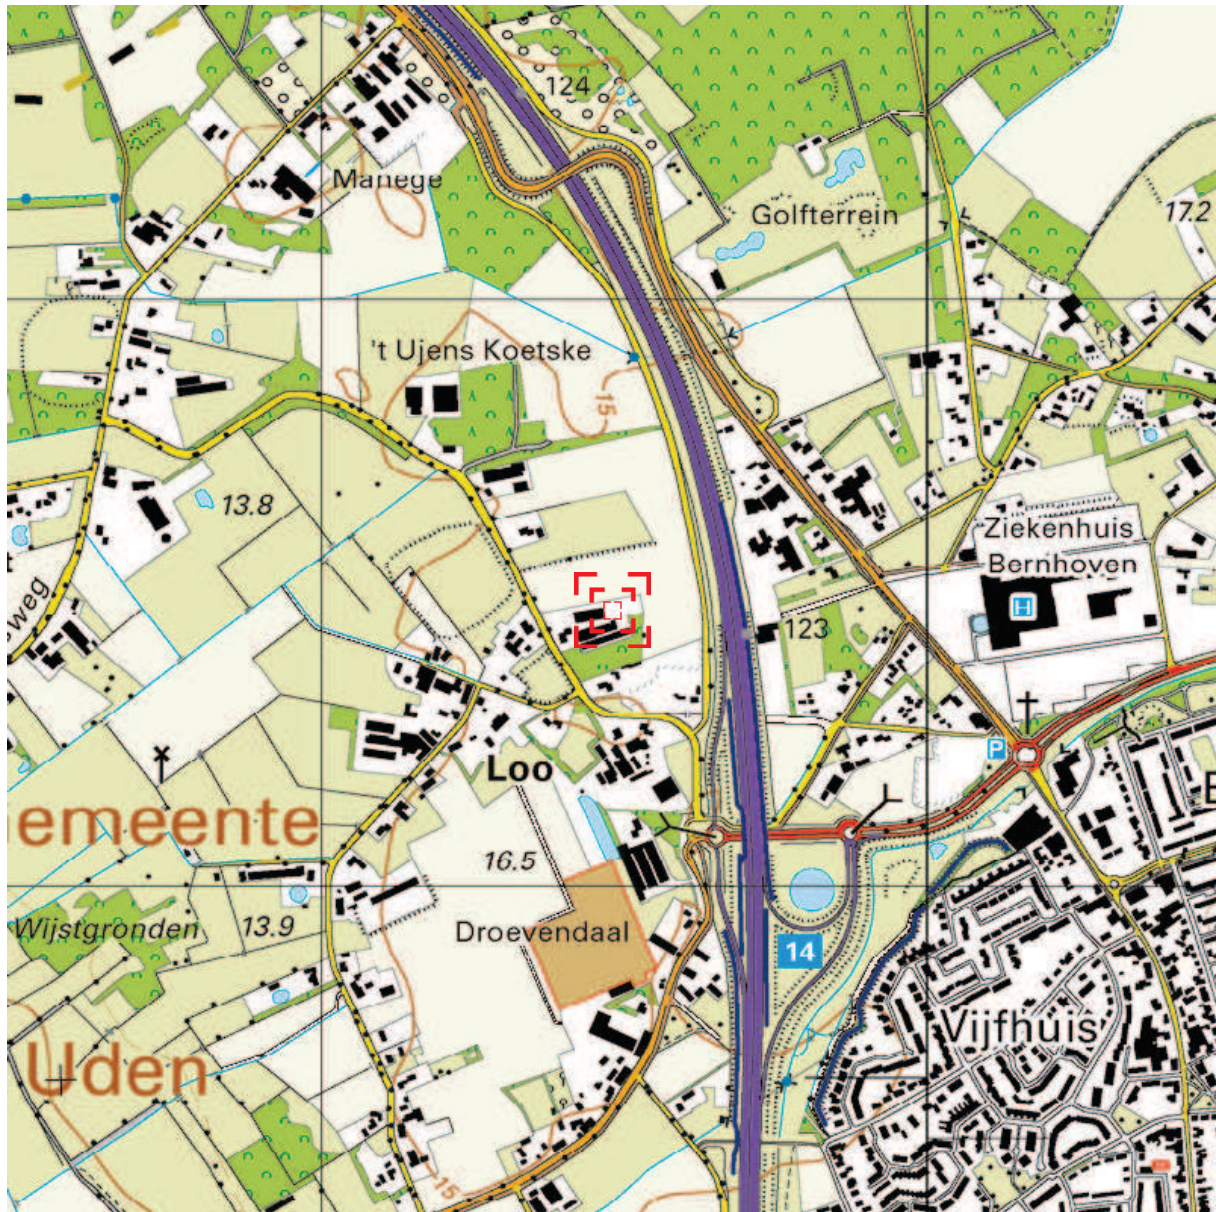 124
Manege
Golfterrein
17.2
't Ujens Koetske
15
13.8
Ziekenhuis
Bernhoven
H
weg
123
P
Loo
emeente
16.5
Wijstgronden
13.9
Droevendaal
14
Vijfhuis
Uden
15